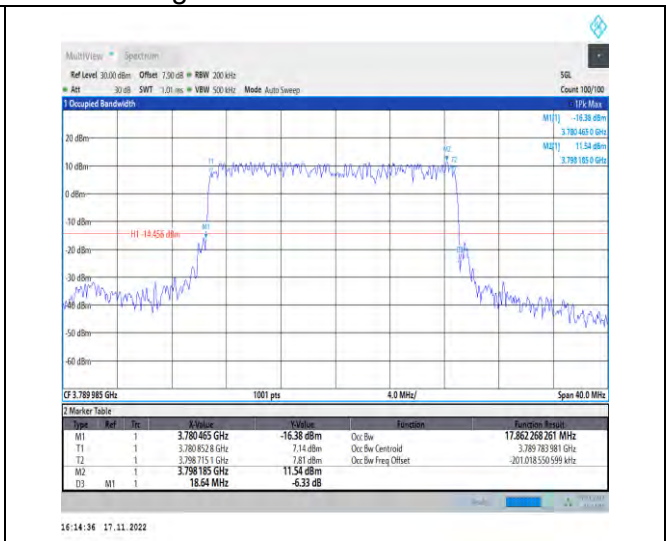 MultiView Spectrum
Ref Level 30.00 dBm Offset 7.90 dB RBW 200 kHz SGL
Att 30 dB SWT 1.01 ms VBW 500 kHz Mode Auto Sweep Count 100/100
1 Occupied Bandwidth 1Pk Max
M1[1] -16.38 dBm
3.780 465 0 GHz
M2[1] 11.54 dBm
3.798 185 0 GHz
20 dBm
M2
T1 T2
10 dBm
0 dBm
-10 dBm
M1
H1 -14.456 dBm
-20 dBm
-30 dBm
-40 dBm
-50 dBm
-60 dBm
CF 3.789 985 GHz 1001 pts 4.0 MHz/ Span 40.0 MHz
2 Marker Table
Type Ref Trc X-Value Y-Value Function Function Result
M1 1 3.780465 GHz -16.38 dBm Occ Bw 17.862 268 261 MHz
T1 1 3.780 852 8 GHz 7.14 dBm Occ Bw Centroid 3.789 783 981 GHz
T2 1 3.798 715 1 GHz 7.81 dBm Occ Bw Freq Offset -201.018 550 599 kHz
M2 1 3.798185 GHz 11.54 dBm
D3 M1 1 18.64 MHz -6.33 dB
16:14:36 17.11.2022